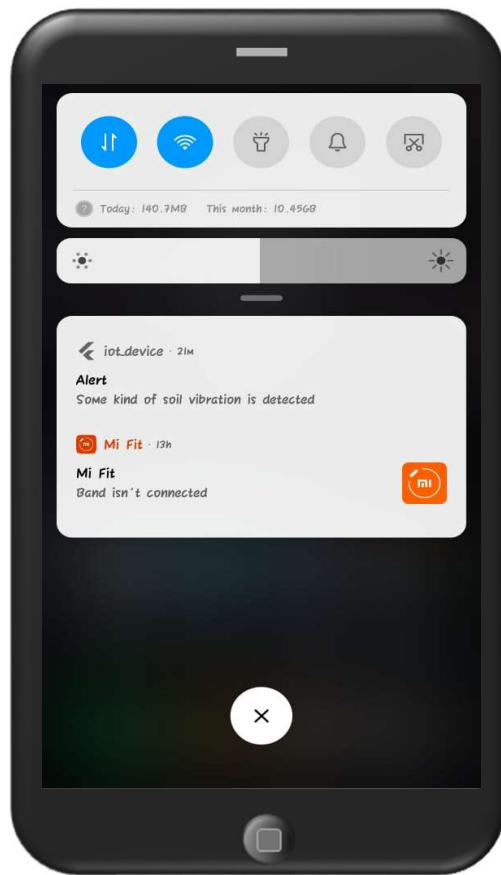 ?
Today: 140.7MB This month: 10.45GB
iot_device · 21m
Alert
Some kind of soil vibration is detected
Mi Fit · 13h
Mi Fit
Band isn't connected
mi